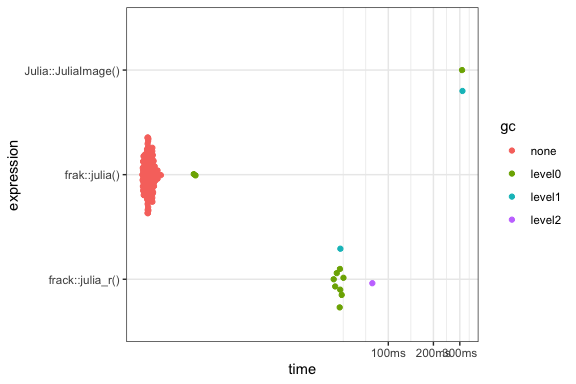 expression
Julia::JuliaImage()
frak::julia()
frack::julia_r()
100ms
200ms
300ms
time
gc
none
level0
level1
level2